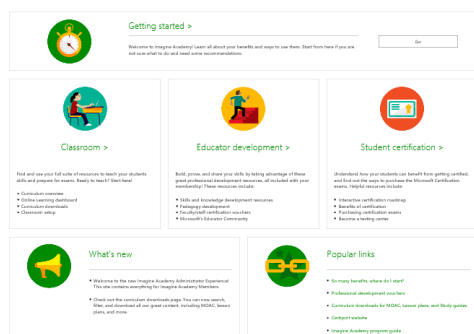 Getting started >
Welcome to Imagine Academy! Learn all about your benefits and ways to use them. Start from here if you are
not sure what to do and need some recommendations.
Go
Classroom >
Find and use your full suite of resources to teach your students
skills and prepare for exams. Ready to teach? Start here!
• Curriculum overview
• Online Learning dashboard
• Curriculum downloads
• Classroom setup
Educator development >
Build, prove, and share your skills by taking advantage of these
great professional development resources, all included with your
membership! These resources include:
• Skills and knowledge development resources
• Pedagogy development
• Faculty/staff certification vouchers
• Microsoft's Educator Community
Student certification >
Understand how your students can benefit from getting certified,
and find out the ways to purchase the Microsoft Certification
exams. Helpful resources include:
• Interactive certification roadmap
• Benefits of certification
• Purchasing certification exams
• Become a testing center
What's new
• Welcome to the new Imagine Academy Administrator Experience!
This site contains everything for Imagine Academy Members.
• Check out the curriculum downloads page. You can now search,
filter, and download all our great content, including MOAC, lesson
plans, and more.
Popular links
• So many benefits, where do I start?
• Professional development vouchers
• Curriculum downloads for MOAC, Lesson plans, and Study guides
• Certiport website
• Imagine Academy program guide